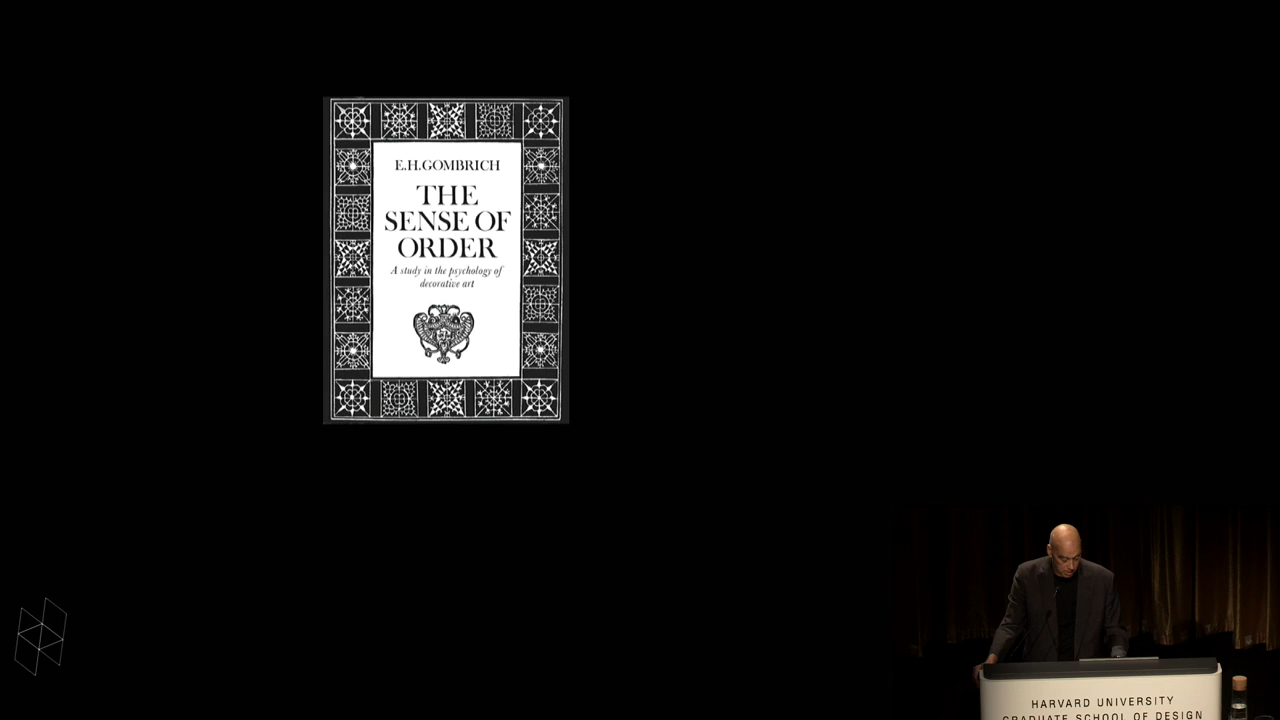 E.H.GOMBRICH
THE
SENSE OF
ORDER
A study in the psychology of
decorative art
HARVARD UNIVERSITY
GRADUATE SCHOOL OF DESIGN